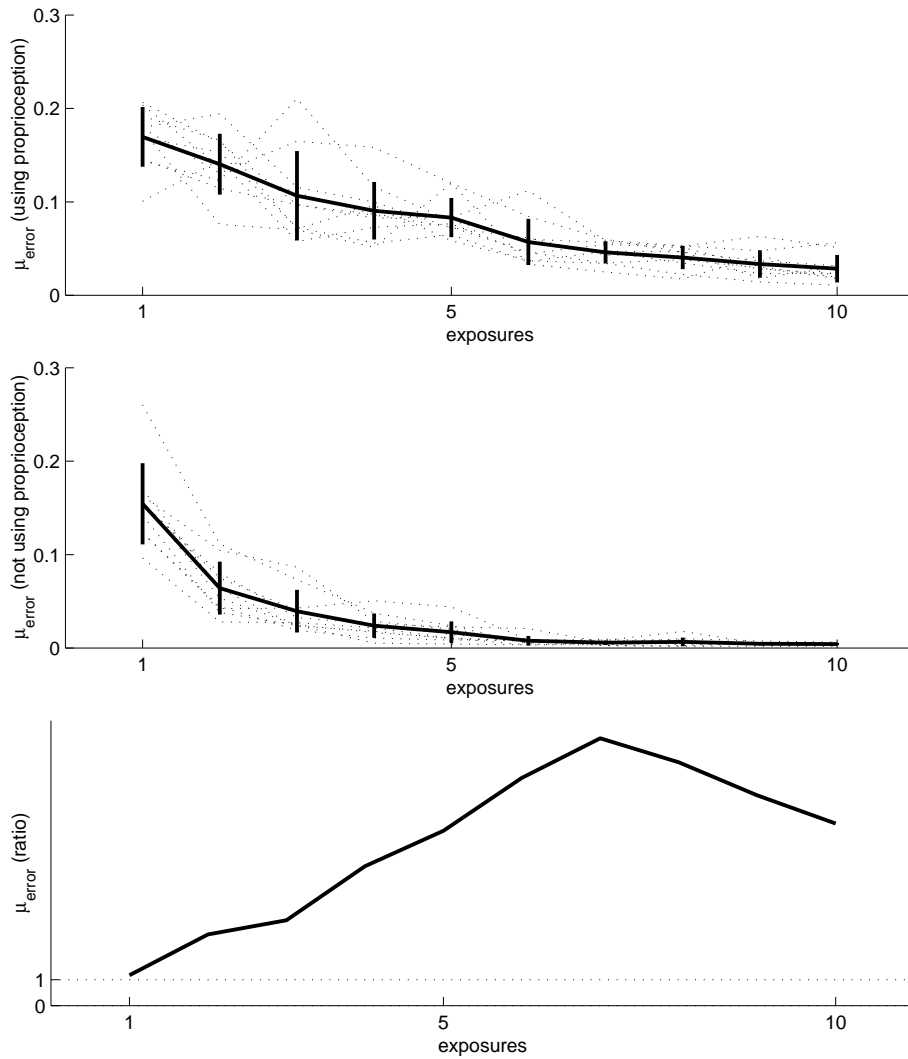 0.3
0.2
0.1
0
μerror (using proprioception)
1 5 10
exposures
0.3
0.2
0.1
0
μerror (not using proprioception)
1 5 10
exposures
μerror (ratio)
1
0
1 5 10
exposures